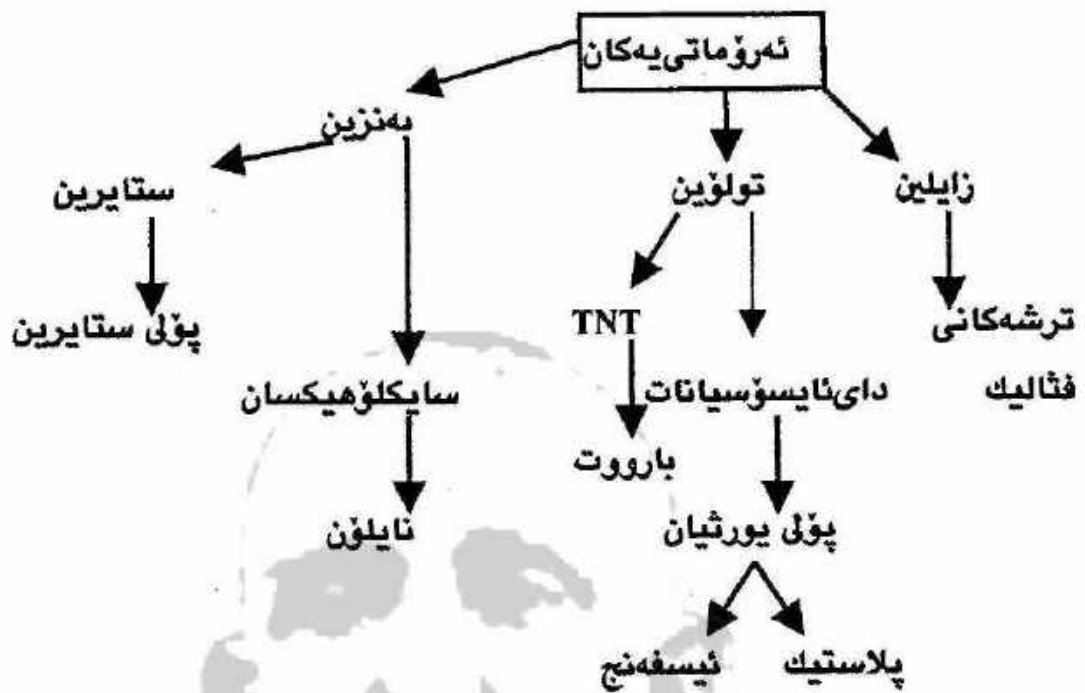 ئەرۆماتی‌یەکان
بەنزین
تولۆین
زایلین
ستایرین
TNT
پۆلی ستایرین
ترشەکانی
فثالیك
سایکلۆهیکسان
دای‌ئایسۆسیانات
بارووت
نایلۆن
پۆلی یورثیان
ئیسفەنج
پلاستیك